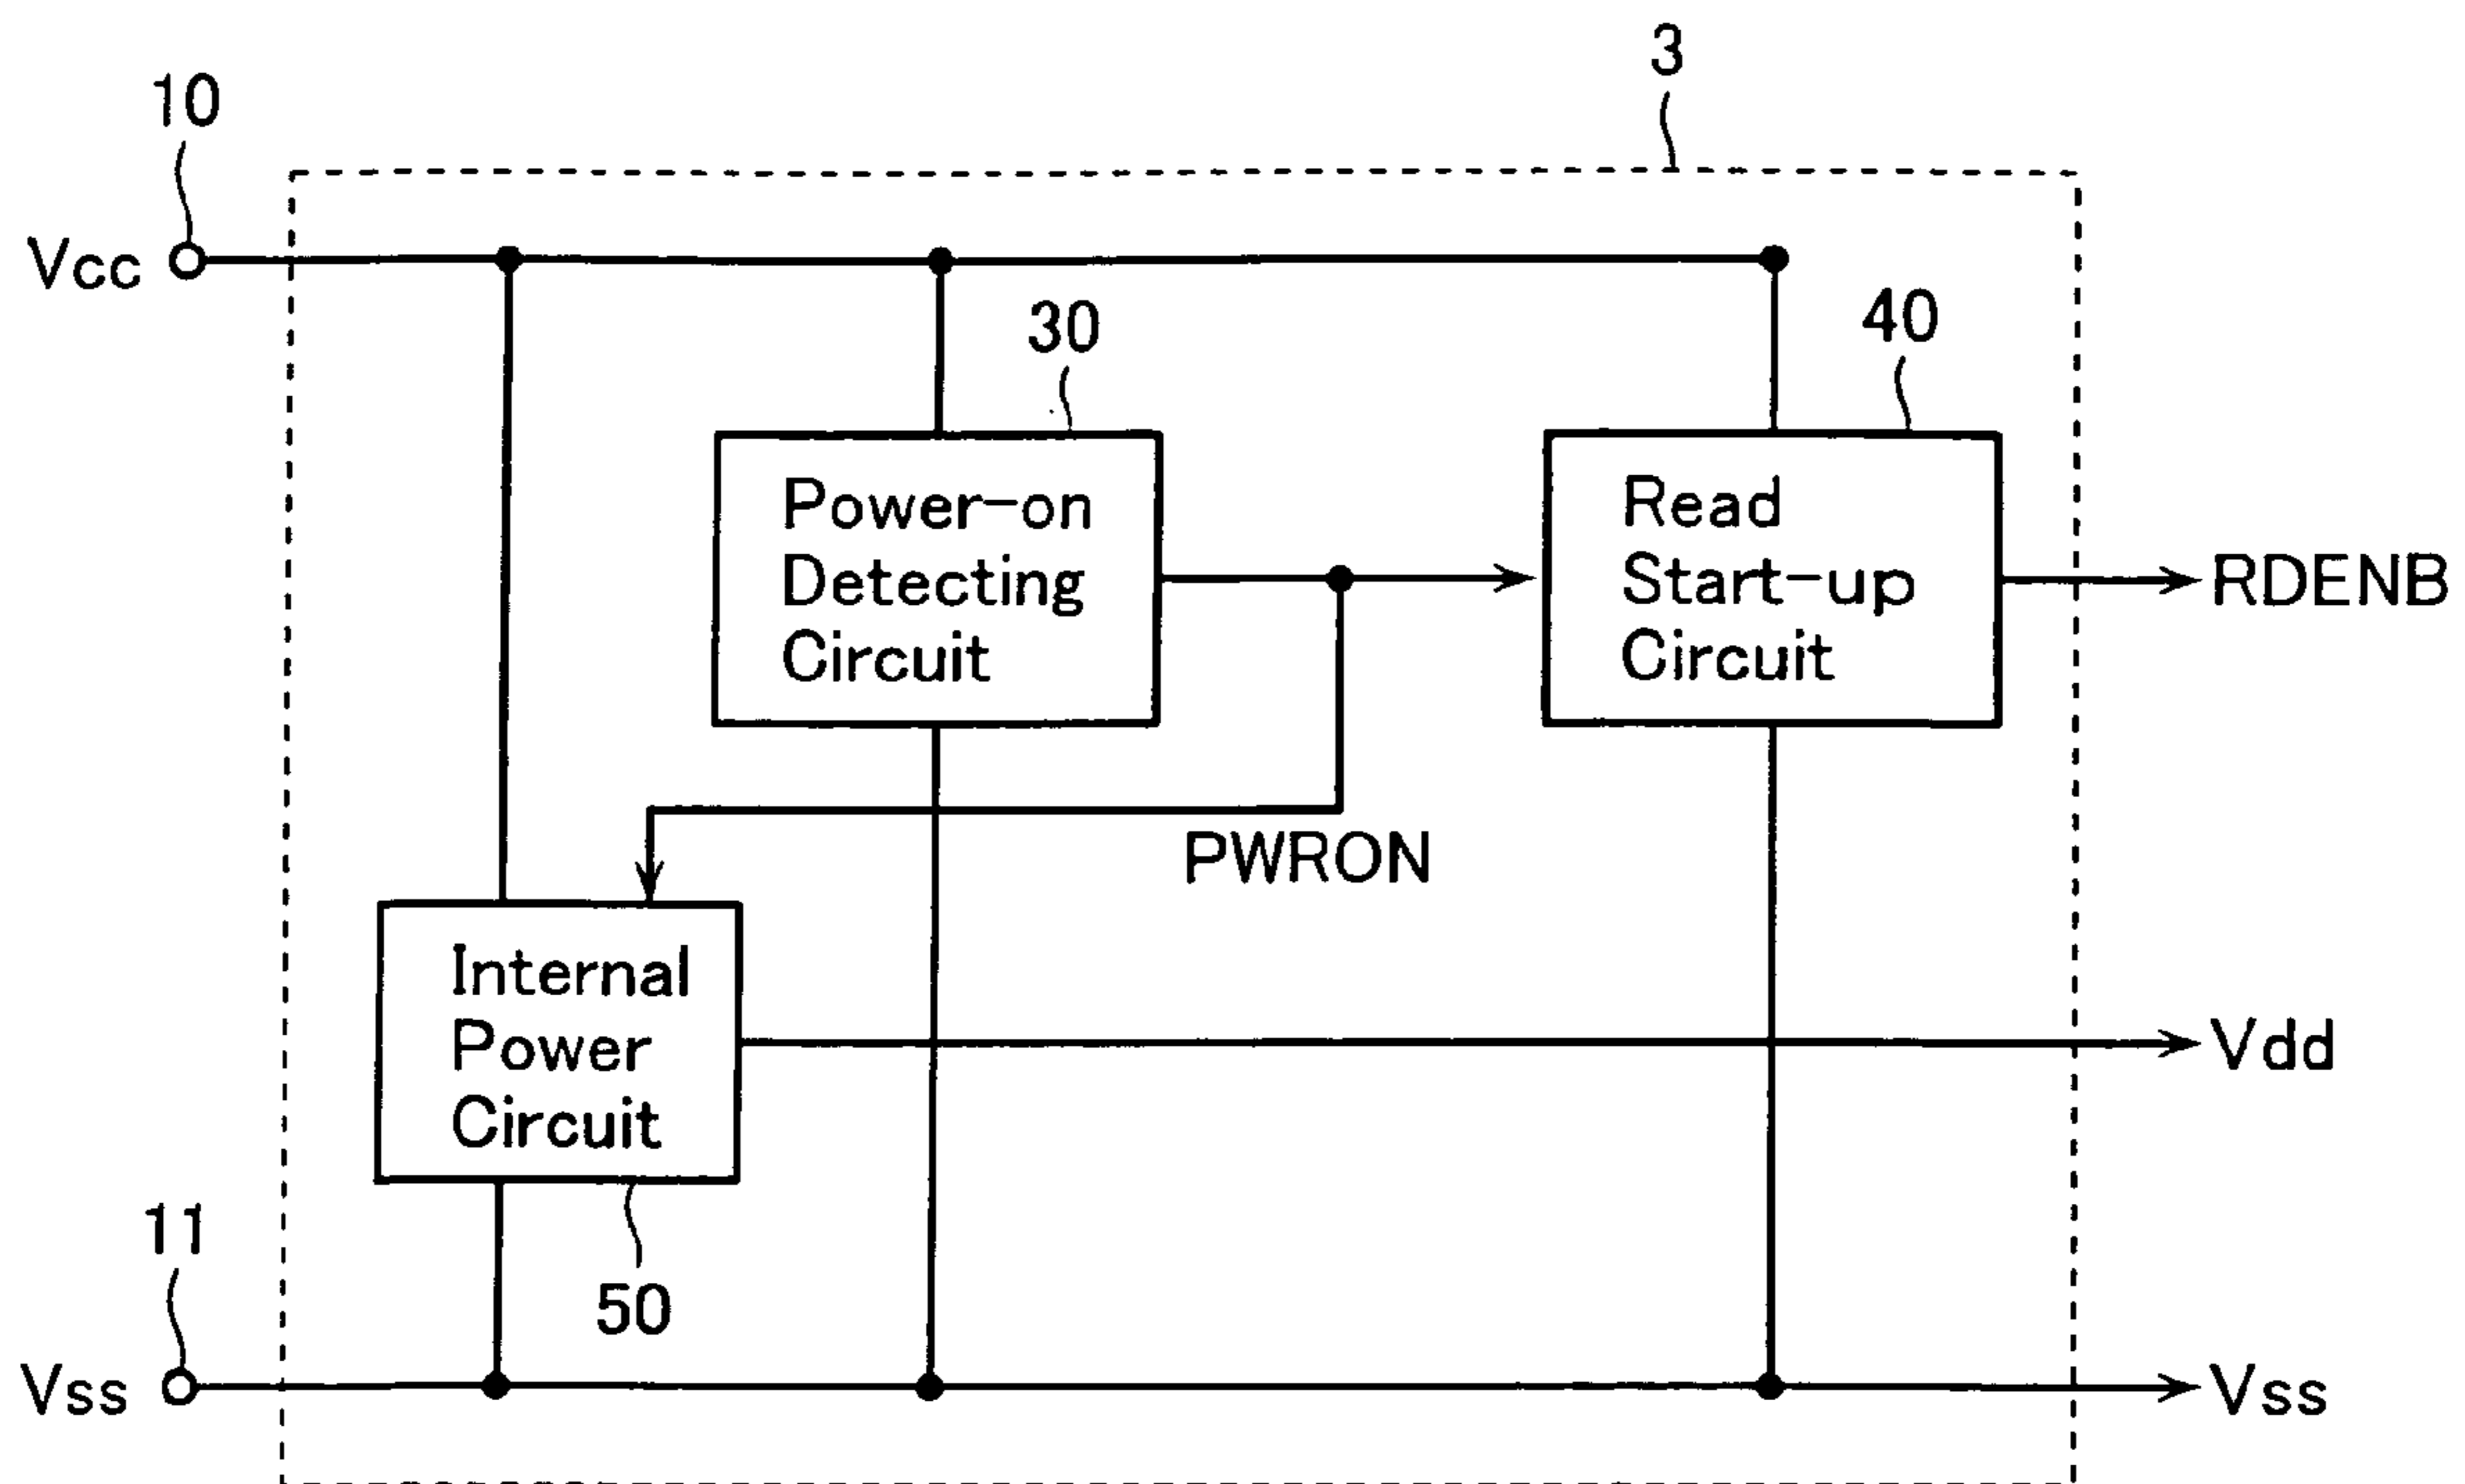 3
10
Vcc
30
40
Power-on
Detecting
Circuit
Read
Start-up
Circuit
RDENB
PWRON
Internal
Power
Circuit
Vdd
11
50
Vss
Vss